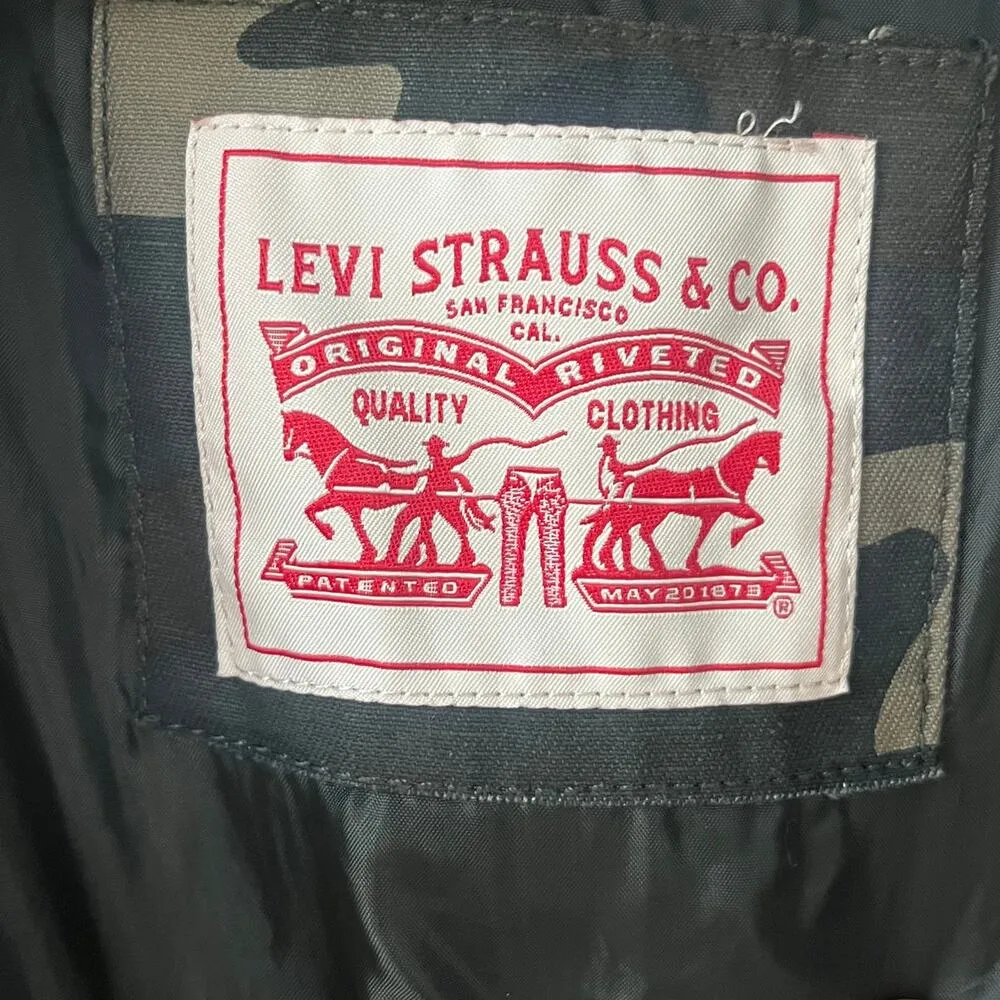 LEVI STRAUSS & CO.
SAN FRANCISCO
CAL.
ORIGINAL RIVETED
QUALITY CLOTHING
PATENTED MAY 20 1873
®